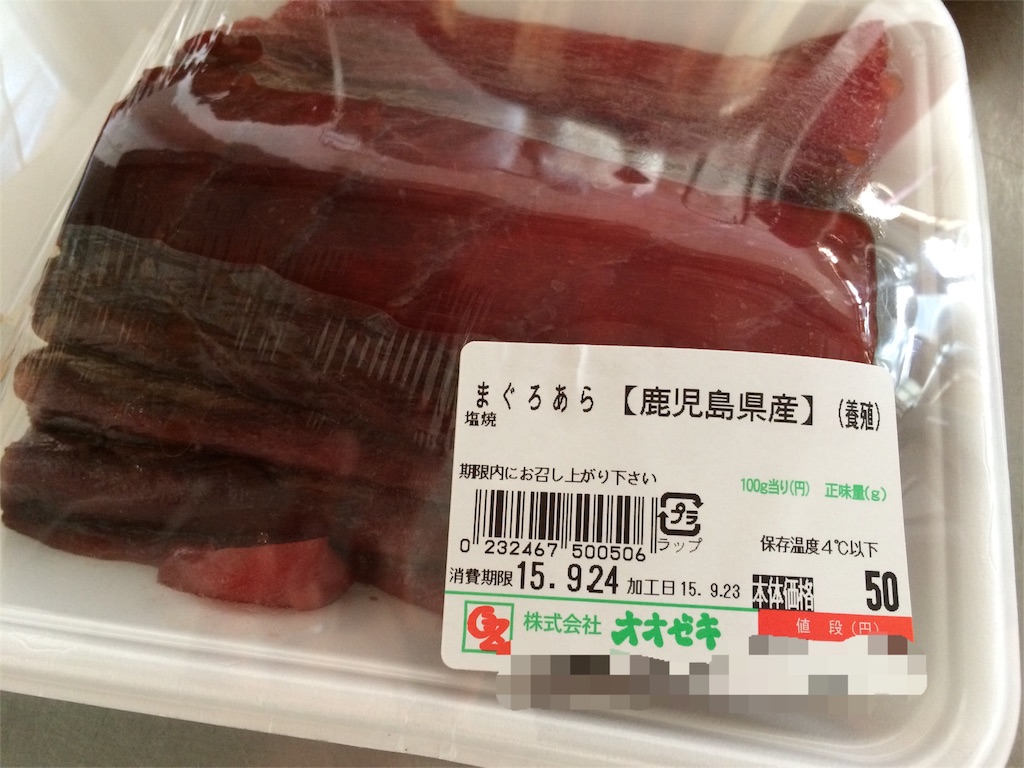 まぐろあら【鹿児島県産】(養殖)
塩焼
期限内にお召し上がり下さい
100g当り(円) 正味量(g)
プラ
ラップ
0 232467 500506
保存温度4℃以下
消費期限 15. 9.24 加工日 15. 9.23 本体価格 50
値 段 (円)
OZ 株式会社 オオゼキ